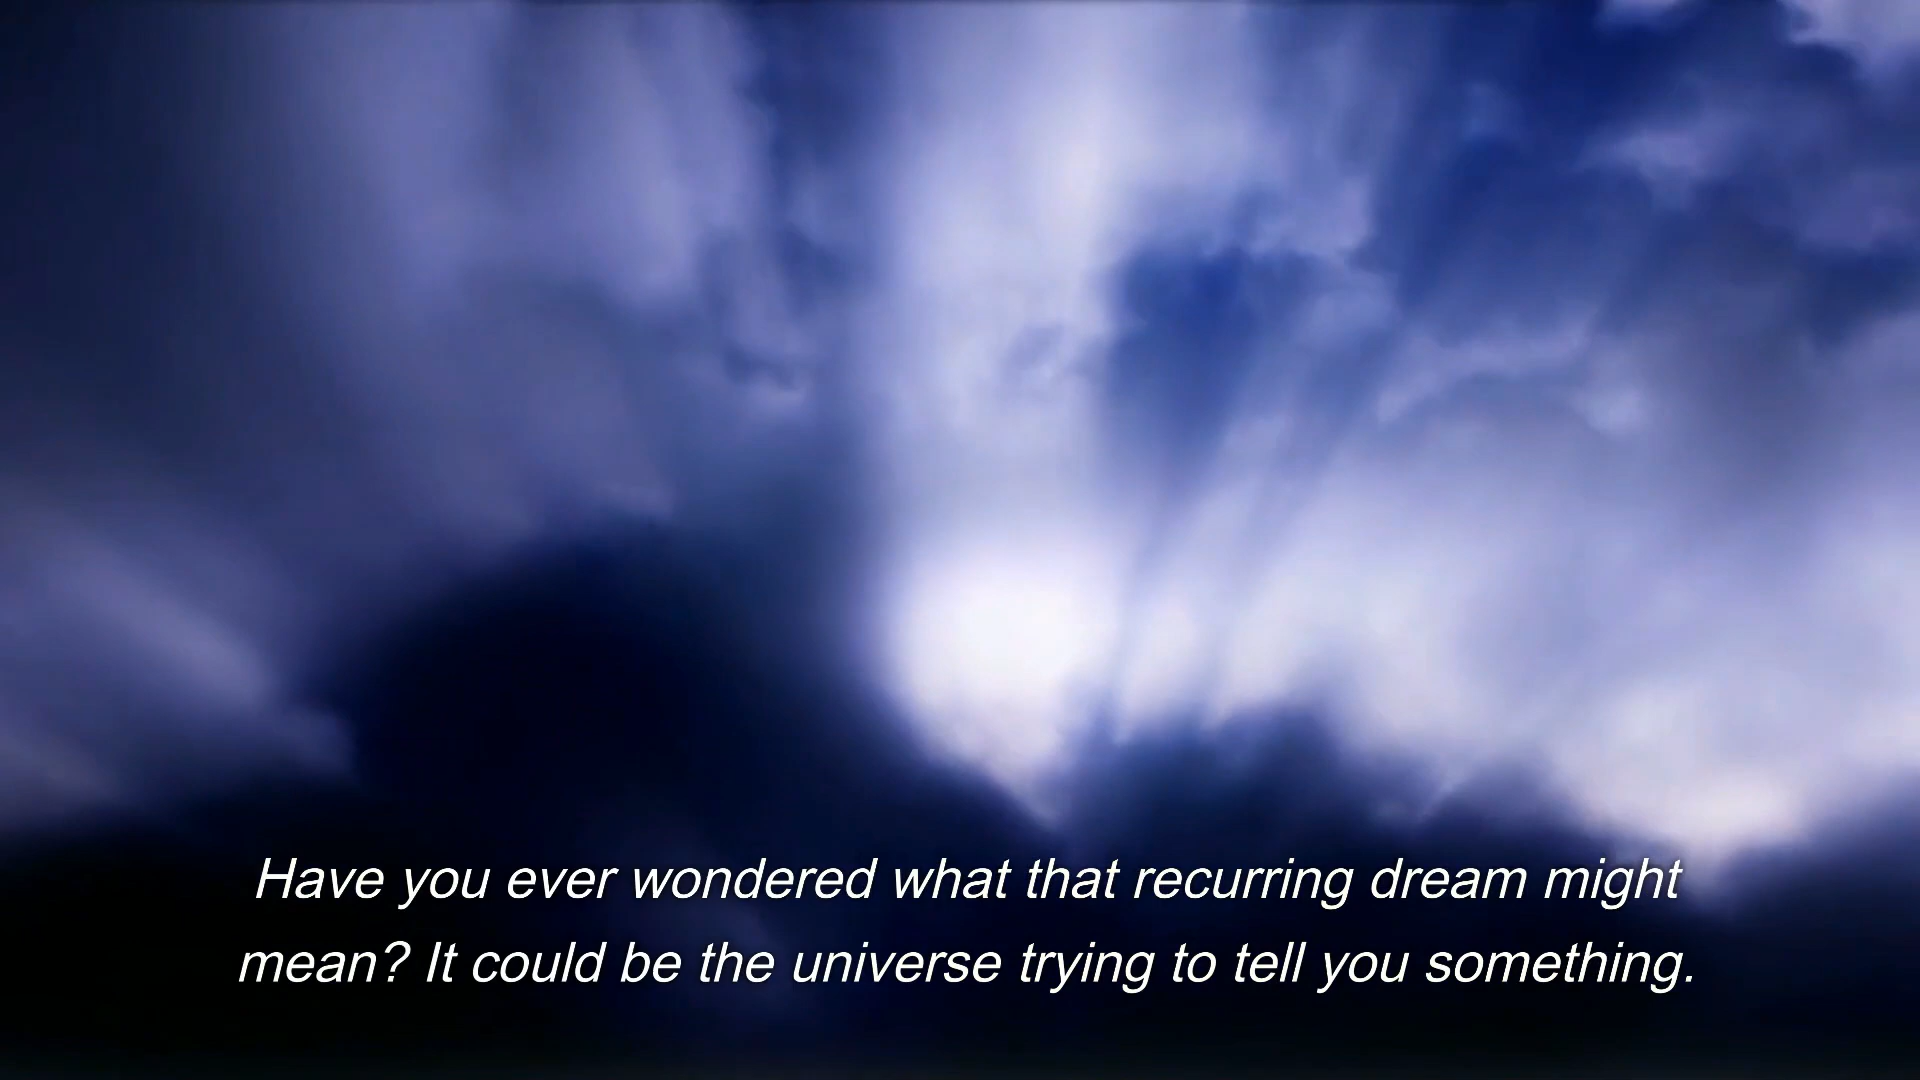 Have you ever wondered what that recurring dream might
mean? It could be the universe trying to tell you something.